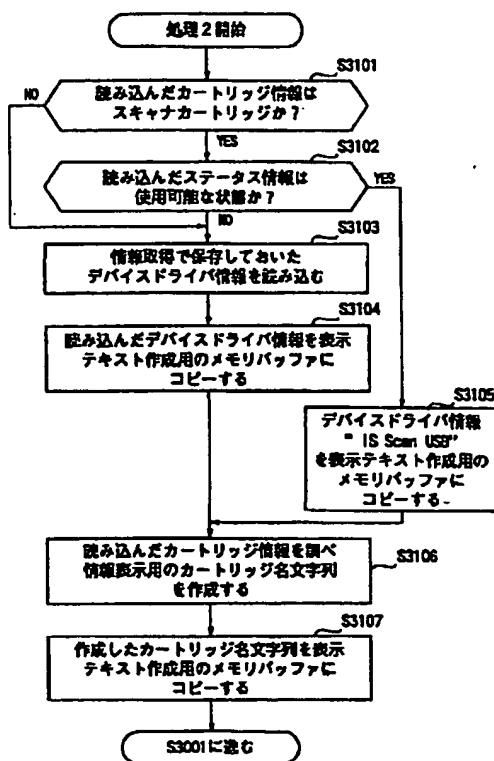 処理2開始
S3101
読み込んだカートリッジ情報は
スキャナカートリッジか?
NO
YES
S3102
読み込んだステータス情報は
使用可能な状態か?
YES
NO
S3103
情報取得で保存しておいた
デバイスドライバ情報を読み込む
S3104
読み込んだデバイスドライバ情報を表示
テキスト作成用のメモリバッファに
コピーする
S3105
デバイスドライバ情報
" IS Scan USB"
を表示テキスト作成用の
メモリバッファに
コピーする
読み込んだカートリッジ情報を調べ
情報表示用のカートリッジ名文字列
を作成する
S3106
S3107
作成したカートリッジ名文字列を表示
テキスト作成用のメモリバッファに
コピーする
S3001に進む